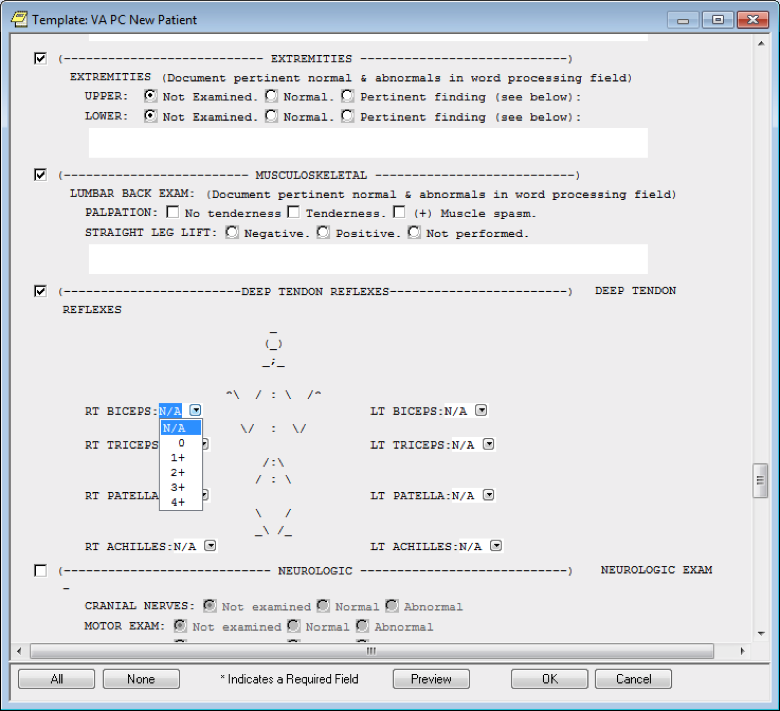 Template: VA PC New Patient
(--------------------------- EXTREMITIES ----------------------------)
EXTREMITIES (Document pertinent normal & abnormals in word processing field)
UPPER: Not Examined. Normal. Pertinent finding (see below):
LOWER: Not Examined. Normal. Pertinent finding (see below):
(------------------------- MUSCULOSKELETAL ---------------------------)
LUMBAR BACK EXAM: (Document pertinent normal & abnormals in word processing field)
PALPATION: No tenderness Tenderness. (+) Muscle spasm.
STRAIGHT LEG LIFT: Negative. Positive. Not performed.
(------------------------DEEP TENDON REFLEXES------------------------) DEEP TENDON
REFLEXES
_
(_)
_;_
^\ / : \ /^
RT BICEPS:N/A LT BICEPS:N/A
N/A
\/ : \/
0
RT TRICEPS LT TRICEPS:N/A
1+
/:\
2+
/ : \
3+
RT PATELLA LT PATELLA:N/A
4+
\ /
_\ /_
RT ACHILLES:N/A LT ACHILLES:N/A
(---------------------------- NEUROLOGIC ----------------------------) NEUROLOGIC EXAM
_
CRANIAL NERVES: Not examined Normal Abnormal
MOTOR EXAM: Not examined Normal Abnormal
All None * Indicates a Required Field Preview OK Cancel